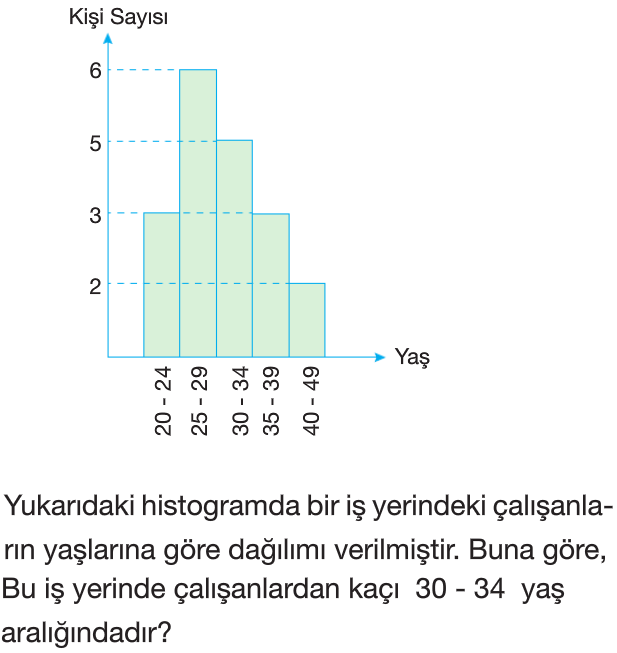 Kişi Sayısı
6
5
3
2
Yaş
20 - 24
25 - 29
30 - 34
35 - 39
40 - 49
Yukarıdaki histogramda bir iş yerindeki çalışanla-
rın yaşlarına göre dağılımı verilmiştir. Buna göre,
Bu iş yerinde çalışanlardan kaçı 30 - 34 yaş
aralığındadır?